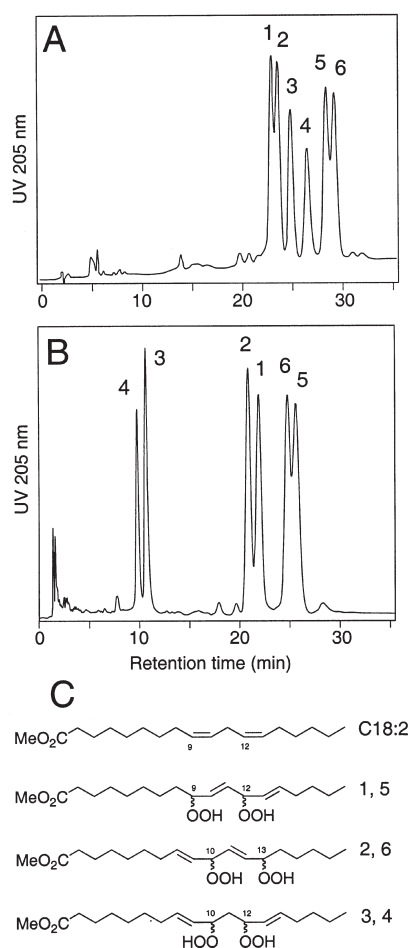 A
1 2
3
4
5 6
UV 205 nm
0 10 20 30
B
4 3
2 1
6 5
UV 205 nm
0 10 20 30
Retention time (min)
C
MeO₂C 9 12 C18:2
MeO₂C 9 12 1, 5
OOH OOH
MeO₂C 10 13 2, 6
OOH OOH
MeO₂C 10 12 3, 4
HOO OOH